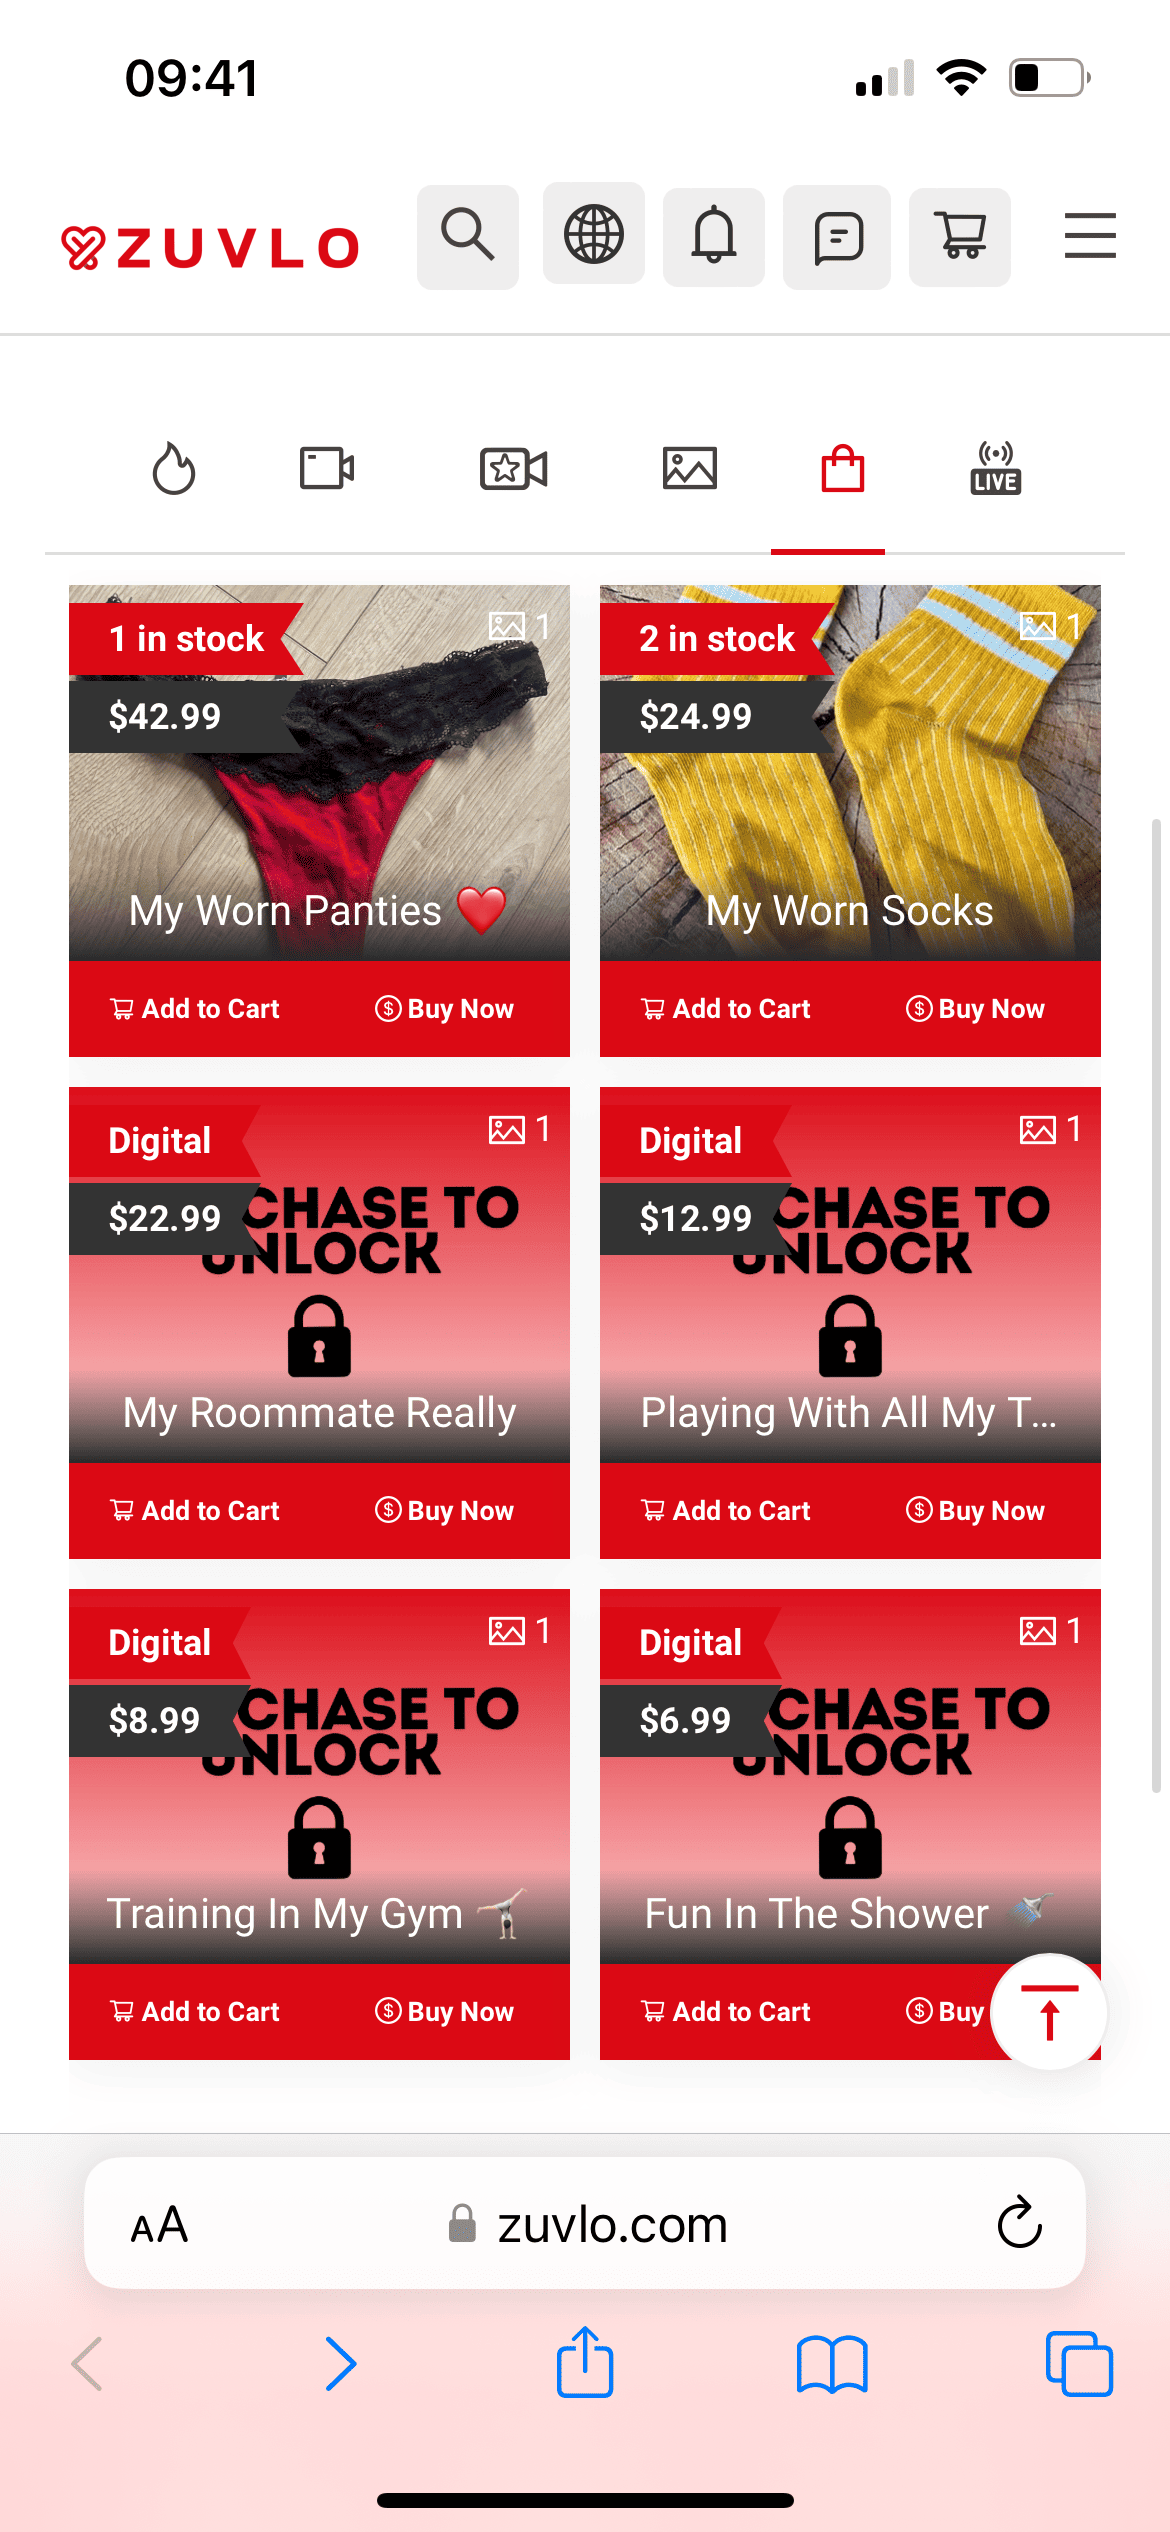 09:41
ZUVLO
LIVE
1 in stock
1
$42.99
My Worn Panties ❤️
Add to Cart
Buy Now
2 in stock
1
$24.99
My Worn Socks
Add to Cart
Buy Now
Digital
1
$22.99
CHASE TO
UNLOCK
My Roommate Really
Add to Cart
Buy Now
Digital
1
$12.99
CHASE TO
UNLOCK
Playing With All My T...
Add to Cart
Buy Now
Digital
1
$8.99
CHASE TO
UNLOCK
Training In My Gym 🤸🏻‍♀️
Add to Cart
Buy Now
Digital
1
$6.99
CHASE TO
UNLOCK
Fun In The Shower 🚿
Add to Cart
Buy
AA
zuvlo.com